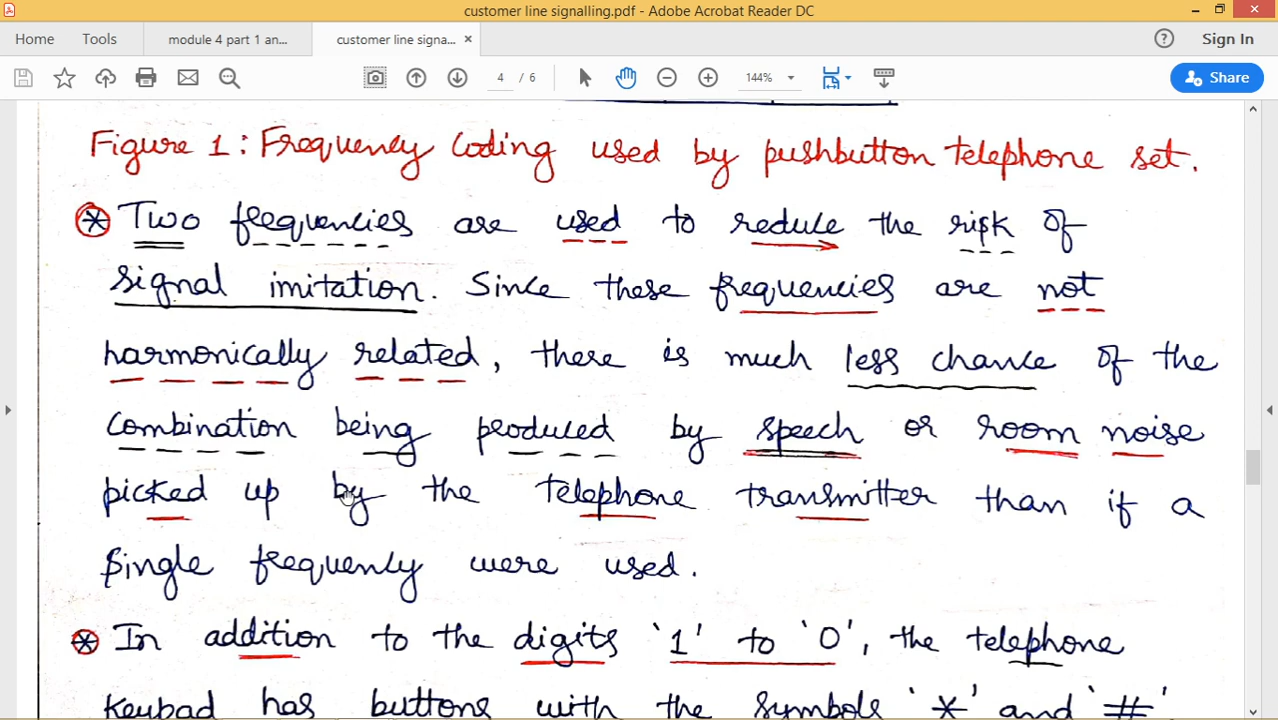 customer line signalling.pdf - Adobe Acrobat Reader DC
Home Tools module 4 part 1 an... customer line signa... × ? Sign In
4 / 6 144% Share
Figure 1 : Frequency Coding used by pushbutton telephone set.
* Two frequencies are used to reduce the risk of
signal imitation. Since these frequencies are not
harmonically related, there is much less chance of the
combination being produced by speech or room noise
picked up by the telephone transmitter than if a
single frequency were used.
* In addition to the digits '1' to '0', the telephone
keypad has buttons with the symbols '*' and '#'